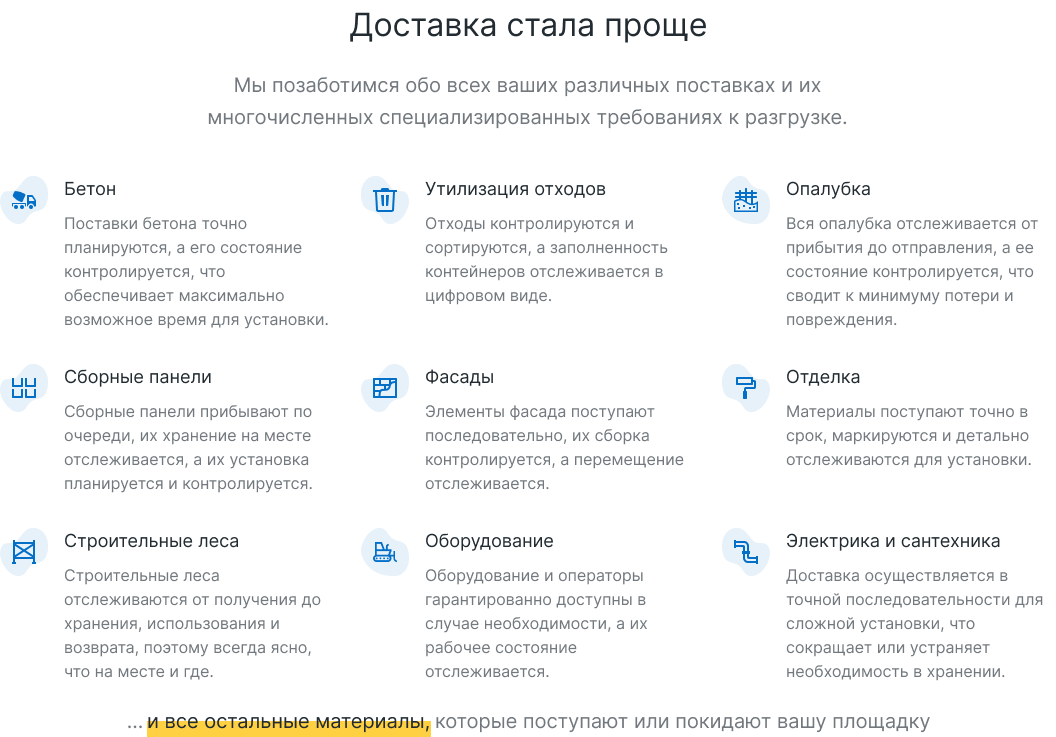 Доставка стала проще
Мы позаботимся обо всех ваших различных поставках и их
многочисленных специализированных требованиях к разгрузке.
Бетон
Поставки бетона точно
планируются, а его состояние
контролируется, что
обеспечивает максимально
возможное время для установки.
Утилизация отходов
Отходы контролируются и
сортируются, а заполненность
контейнеров отслеживается в
цифровом виде.
Опалубка
Вся опалубка отслеживается от
прибытия до отправления, а ее
состояние контролируется, что
сводит к минимуму потери и
повреждения.
Сборные панели
Сборные панели прибывают по
очереди, их хранение на месте
отслеживается, а их установка
планируется и контролируется.
Фасады
Элементы фасада поступают
последовательно, их сборка
контролируется, а перемещение
отслеживается.
Отделка
Материалы поступают точно в
срок, маркируются и детально
отслеживаются для установки.
Строительные леса
Строительные леса
отслеживаются от получения до
хранения, использования и
возврата, поэтому всегда ясно,
что на месте и где.
Оборудование
Оборудование и операторы
гарантированно доступны в
случае необходимости, а их
рабочее состояние
отслеживается.
Электрика и сантехника
Доставка осуществляется в
точной последовательности для
сложной установки, что
сокращает или устраняет
необходимость в хранении.
... и все остальные материалы, которые поступают или покидают вашу площадку